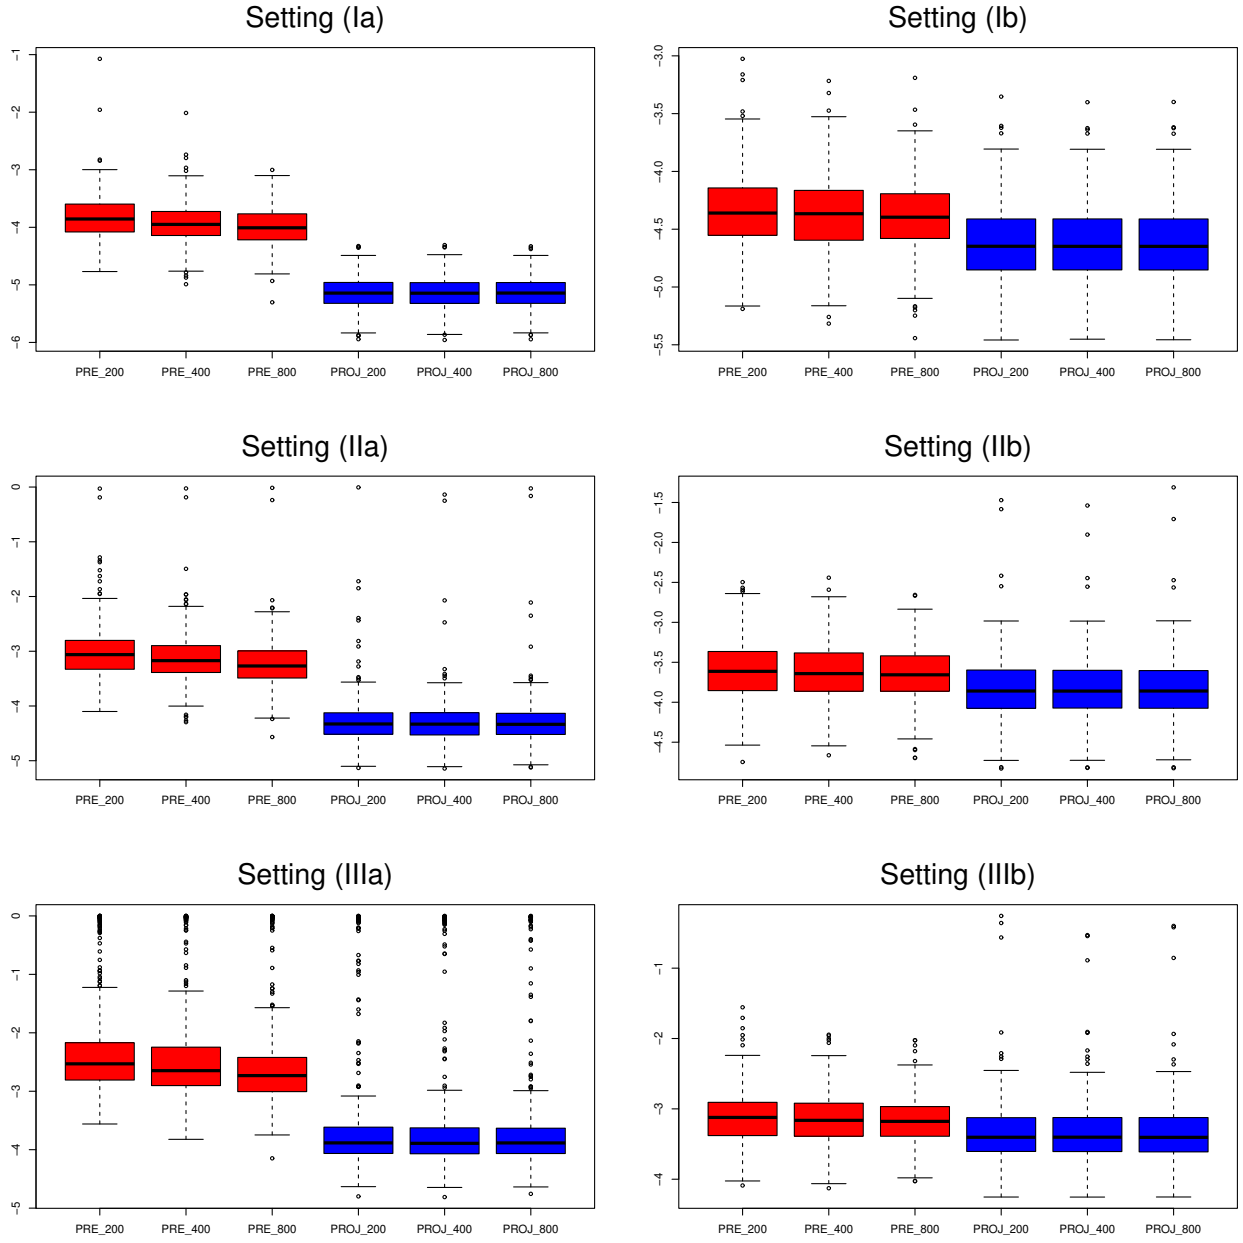 Setting (Ia)
-1
-2
-3
-4
-5
-6
PRE_200 PRE_400 PRE_800 PROJ_200 PROJ_400 PROJ_800
Setting (Ib)
-3.0
-3.5
-4.0
-4.5
-5.0
-5.5
PRE_200 PRE_400 PRE_800 PROJ_200 PROJ_400 PROJ_800
Setting (IIa)
0
-1
-2
-3
-4
-5
PRE_200 PRE_400 PRE_800 PROJ_200 PROJ_400 PROJ_800
Setting (IIb)
-1.5
-2.0
-2.5
-3.0
-3.5
-4.0
-4.5
PRE_200 PRE_400 PRE_800 PROJ_200 PROJ_400 PROJ_800
Setting (IIIa)
0
-1
-2
-3
-4
-5
PRE_200 PRE_400 PRE_800 PROJ_200 PROJ_400 PROJ_800
Setting (IIIb)
-1
-2
-3
-4
PRE_200 PRE_400 PRE_800 PROJ_200 PROJ_400 PROJ_800